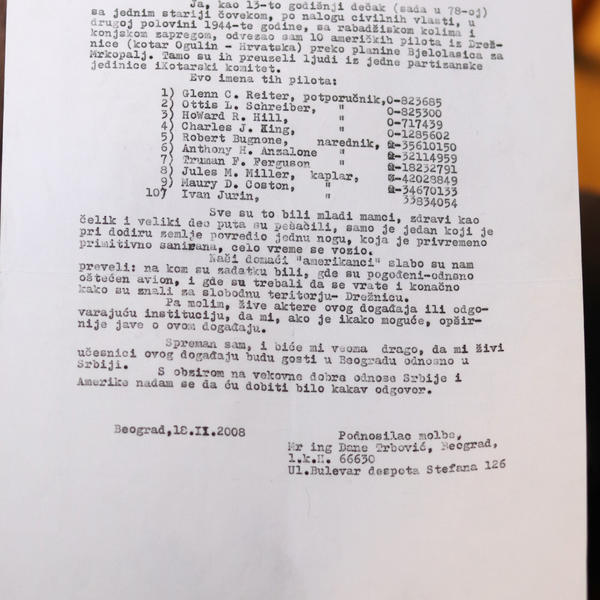 Ja, kao 13-to godišnji dečak (sada u 78-oj)
sa jednim stariji čovekom, po nalogu civilnih vlasti, u
drugoj polovini 1944-te godine, sa rabadžiskom kolima i
konjskom zapregom, odvezao sam 10 američkih pilota iz Drež-
nice (kotar Ogulin - Hrvatska) preko planine Bjelolasica za
Mrkopalj. Tamo su ih preuzeli ljudi iz jedne partizanske
jedinice iKotarski komitet.
Evo imena tih pilota:
1) Glenn C. Reiter, potporučnik,0-823685
2) Ottis L. Schreiber, " 0-825300
3) HoWard R. Hill, " 0-717439
4) Charles J. King, " 0-1285602
5) Robert Bugnone, narednik, -35610150
6) Anthony H. Anzalone " -32114959
7) Truman F. Ferguson " -18232791
8) Jules M. Miller, kaplar, -42028849
9) Maury D. Coston, " -34670133
10) Ivan Jurin, " 33834054
Sve su to bili mladi mamci, zdravi kao
čelik i veliki deo puta su pešačili, samo je jedan koji je
pri dodiru zemlje povredio jednu nogu, koja je privremeno
primitivno sanirana, celo vreme se vozio.
Naši domaći "amerikanci" slabo su nam
preveli: na kom su zadatku bili, gde su pogođeni-odnsno
oštećen avion, i gde su trebali da se vrate i konačno
kako su znali za slobodnu teritorju- Drežnicu.
Pa molim, žive aktere ovog događaja ili odgo-
varajuću instituciju, da mi, ako je ikako moguće, opšir-
nije jave o ovom događaju.
Spreman sam, i biće mi veoma drago, da mi živi
učesnici ovog događaju budu gosti u Beogradu odnosno u
Srbiji.
S obzirom na vekovne dobre odnose Srbije i
Amerike nadam se da ću dobiti bilo kakav odgovor.
Beograd,18.II.2008
Podnosilac molbe,
Mr ing Dane Trbović, Beograd,
l.k.H. 66630
Ul.Bulevar despota Stefana 126